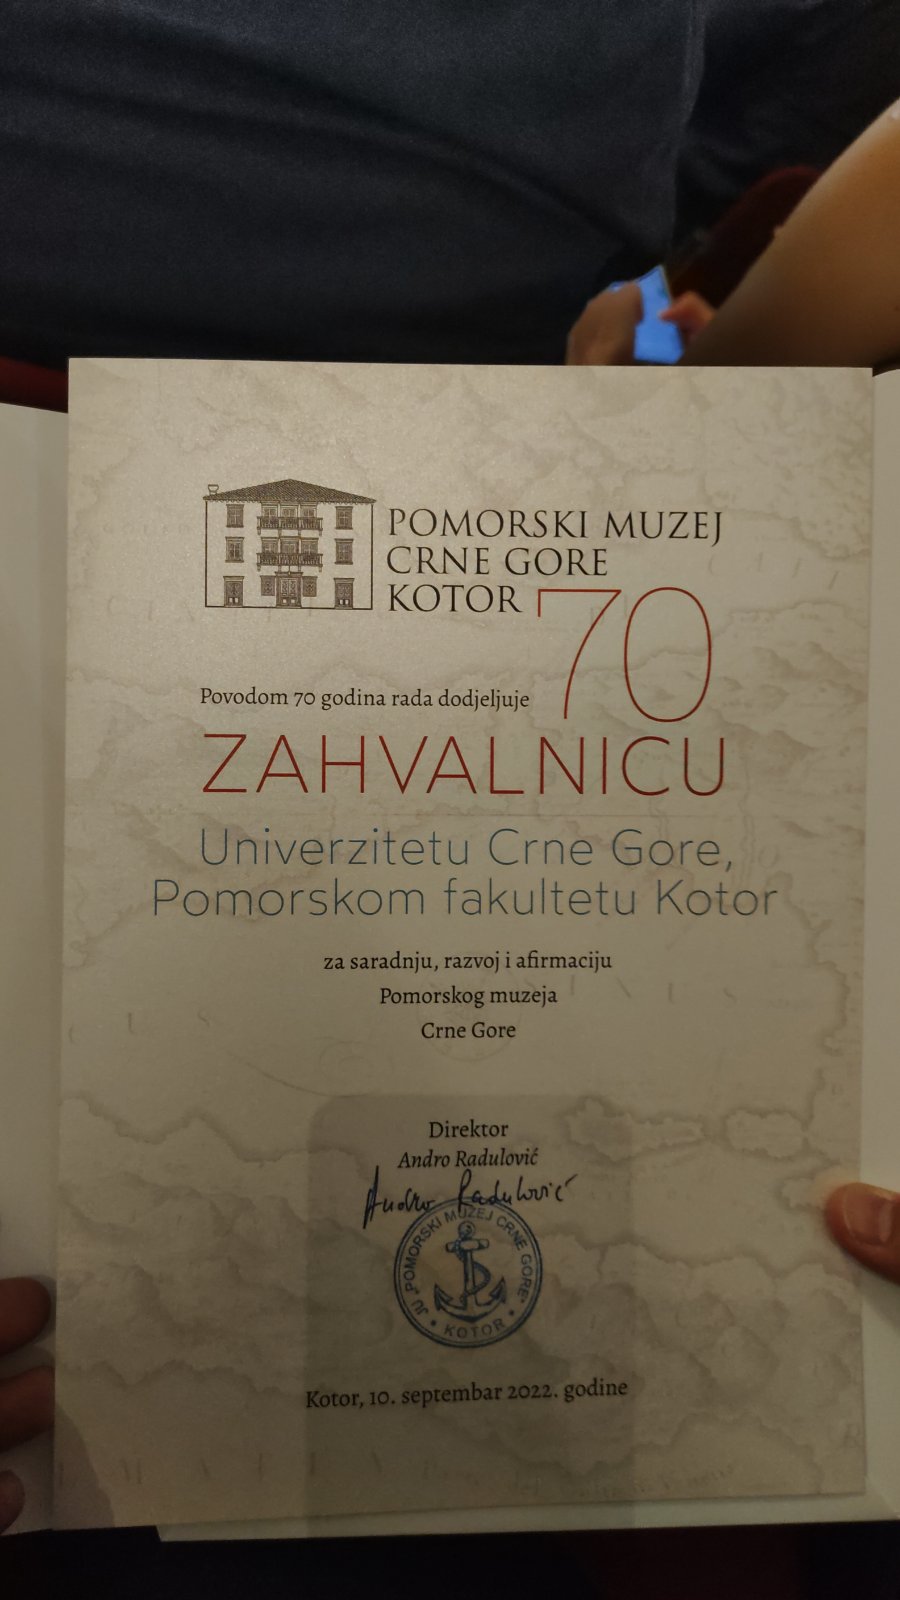 POMORSKI MUZEJ
CRNE GORE
KOTOR
70
Povodom 70 godina rada dodjeljuje
ZAHVALNICU
Univerzitetu Crne Gore,
Pomorskom fakultetu Kotor
za saradnju, razvoj i afirmaciju
Pomorskog muzeja
Crne Gore
Direktor
Andro Radulović
Andro Radulović
JU „POMORSKI MUZEJ CRNE GORE"
KOTOR
Kotor, 10. septembar 2022. godine